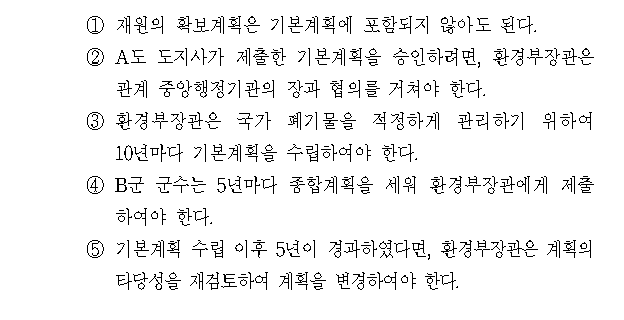 ① 재원의 확보계획은 기본계획에 포함되지 않아도 된다.
② A도 도지사가 제출한 기본계획을 승인하려면, 환경부장관은
관계 중앙행정기관의 장과 협의를 거쳐야 한다.
③ 환경부장관은 국가 폐기물을 적정하게 관리하기 위하여
10년마다 기본계획을 수립하여야 한다.
④ B군 군수는 5년마다 종합계획을 세워 환경부장관에게 제출
하여야 한다.
⑤ 기본계획 수립 이후 5년이 경과하였다면, 환경부장관은 계획의
타당성을 재검토하여 계획을 변경하여야 한다.